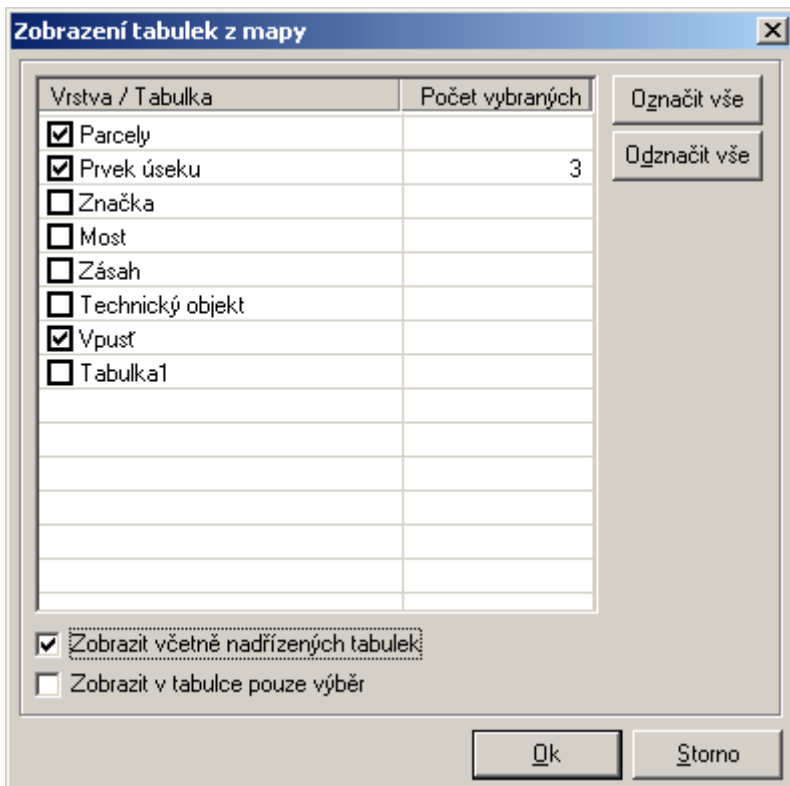 Zobrazení tabulek z mapy
Vrstva / Tabulka Počet vybraných
Označit vše
Parcely
Odznačit vše
Prvek úseku 3
Značka
Most
Zásah
Technický objekt
Vpusť
Tabulka1
Zobrazit včetně nadřízených tabulek
Zobrazit v tabulce pouze výběr
Ok Storno